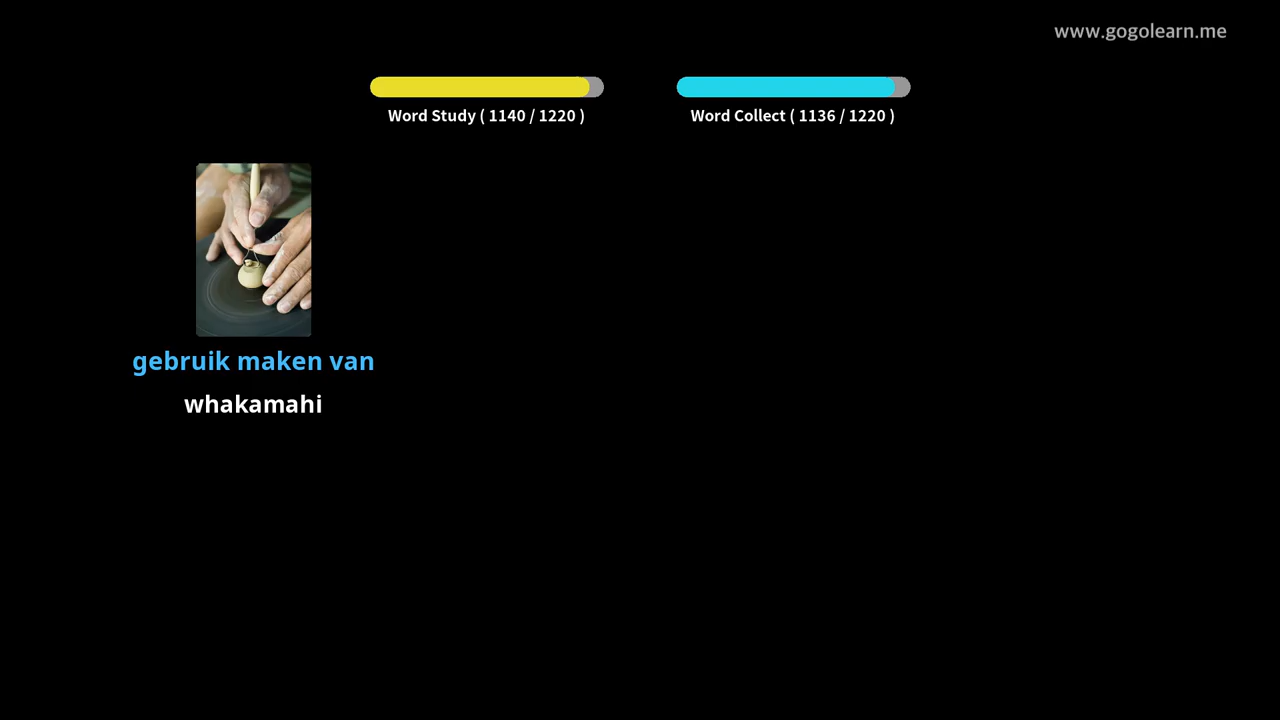 www.gogolearn.me
Word Study ( 1140 / 1220 )
Word Collect ( 1136 / 1220 )
gebruik maken van
whakamahi